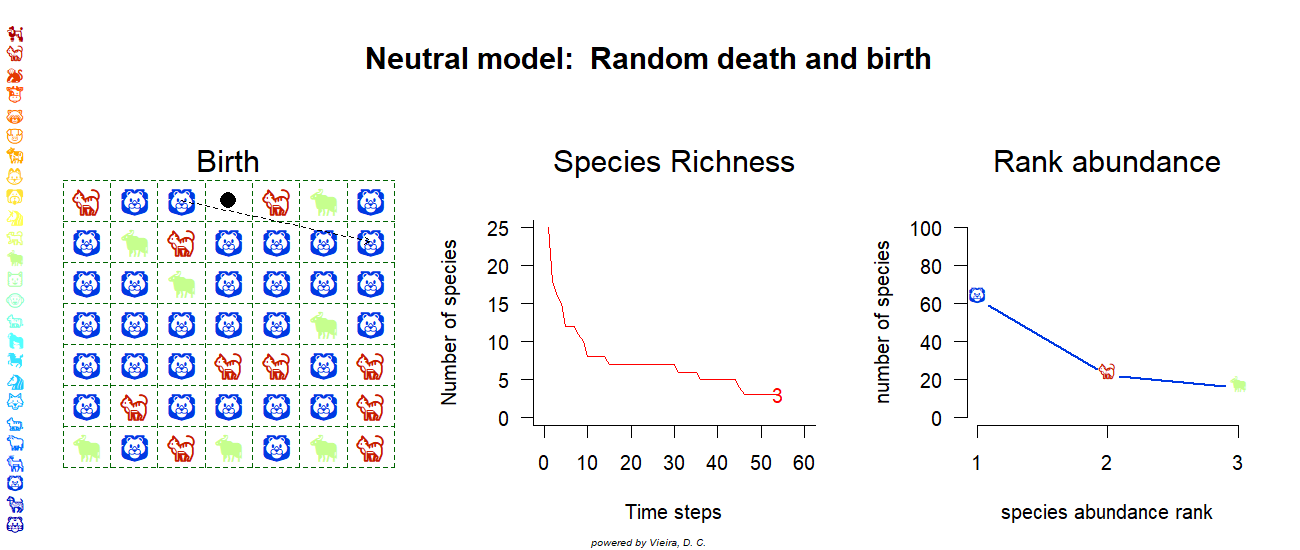 Neutral model:  Random death and birth
Birth
Species Richness
Rank abundance
Number of species
25
20
15
10
5
0
3
0 10 20 30 40 50 60
Time steps
number of species
100
80
60
40
20
0
1 2 3
species abundance rank
powered by Vieira, D. C.